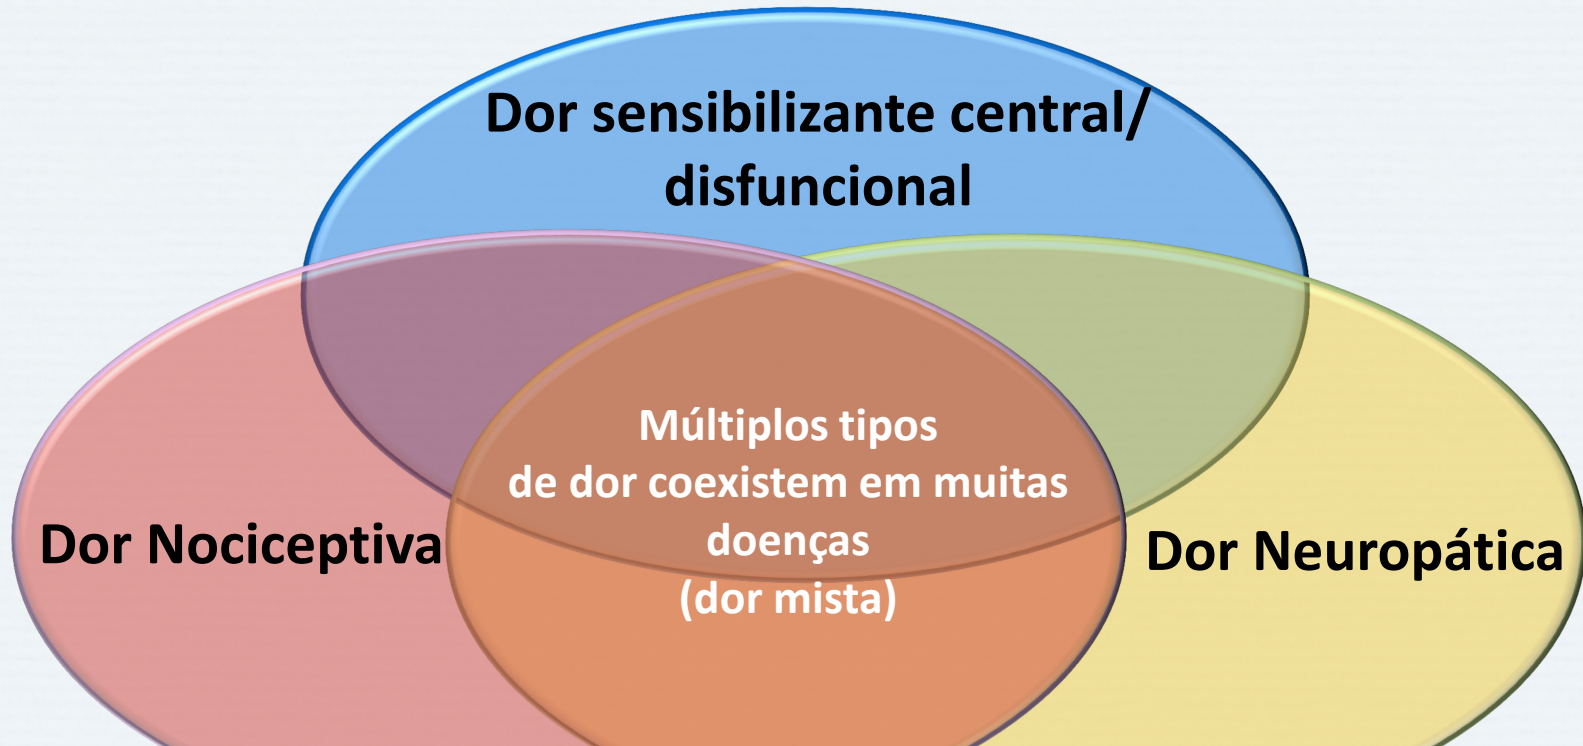 Dor sensibilizante central/
disfuncional
Múltiplos tipos
de dor coexistem em muitas
doenças
(dor mista)
Dor Nociceptiva
Dor Neuropática